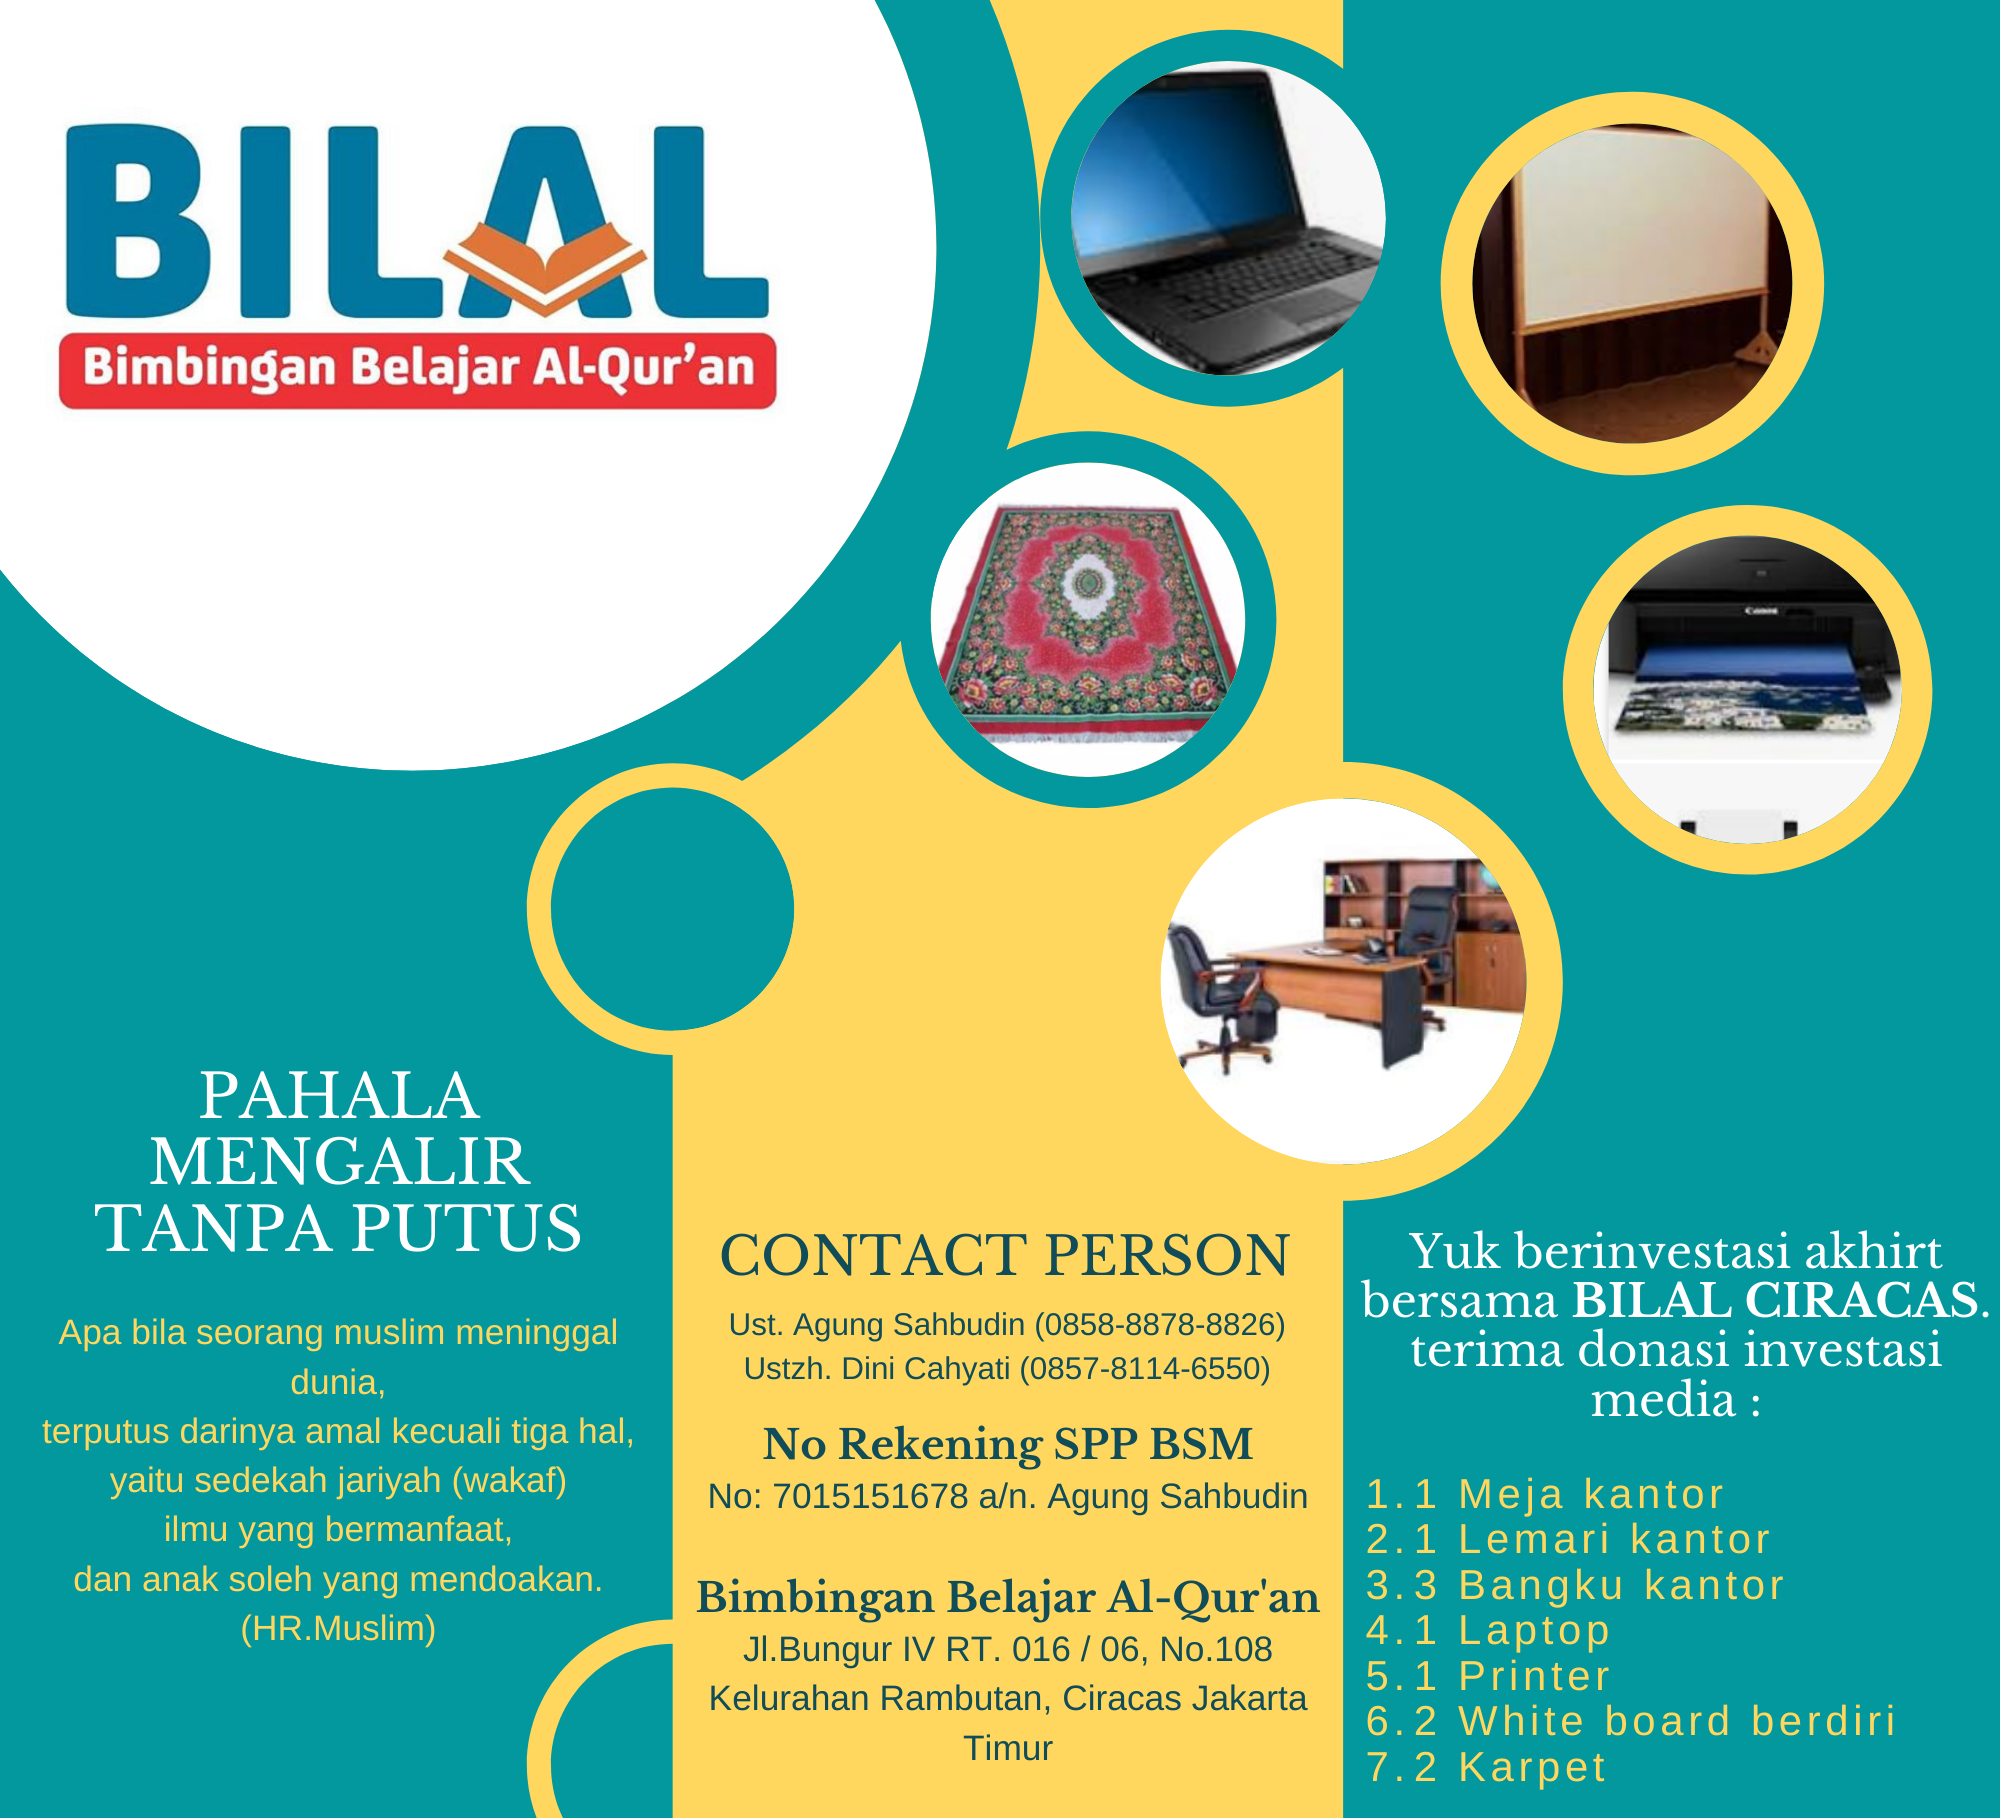 BILAL
Bimbingan Belajar Al-Qur'an
Canon
PAHALA
MENGALIR
TANPA PUTUS
Apa bila seorang muslim meninggal
dunia,
terputus darinya amal kecuali tiga hal,
yaitu sedekah jariyah (wakaf)
ilmu yang bermanfaat,
dan anak soleh yang mendoakan.
(HR.Muslim)
CONTACT PERSON
Ust. Agung Sahbudin (0858-8878-8826)
Ustzh. Dini Cahyati (0857-8114-6550)
No Rekening SPP BSM
No: 7015151678 a/n. Agung Sahbudin
Bimbingan Belajar Al-Qur'an
Jl.Bungur IV RT. 016 / 06, No.108
Kelurahan Rambutan, Ciracas Jakarta
Timur
Yuk berinvestasi akhirt
bersama BILAL CIRACAS.
terima donasi investasi
media :
1. 1 Meja kantor
2. 1 Lemari kantor
3. 3 Bangku kantor
4. 1 Laptop
5. 1 Printer
6. 2 White board berdiri
7. 2 Karpet